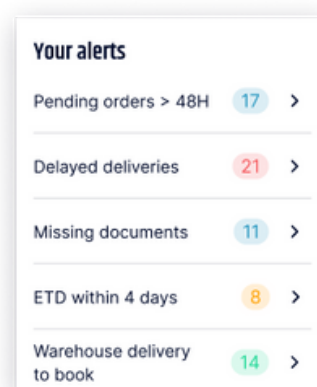 Your alerts
Pending orders > 48H 17
Delayed deliveries 21
Missing documents 11
ETD within 4 days 8
Warehouse delivery
to book 14